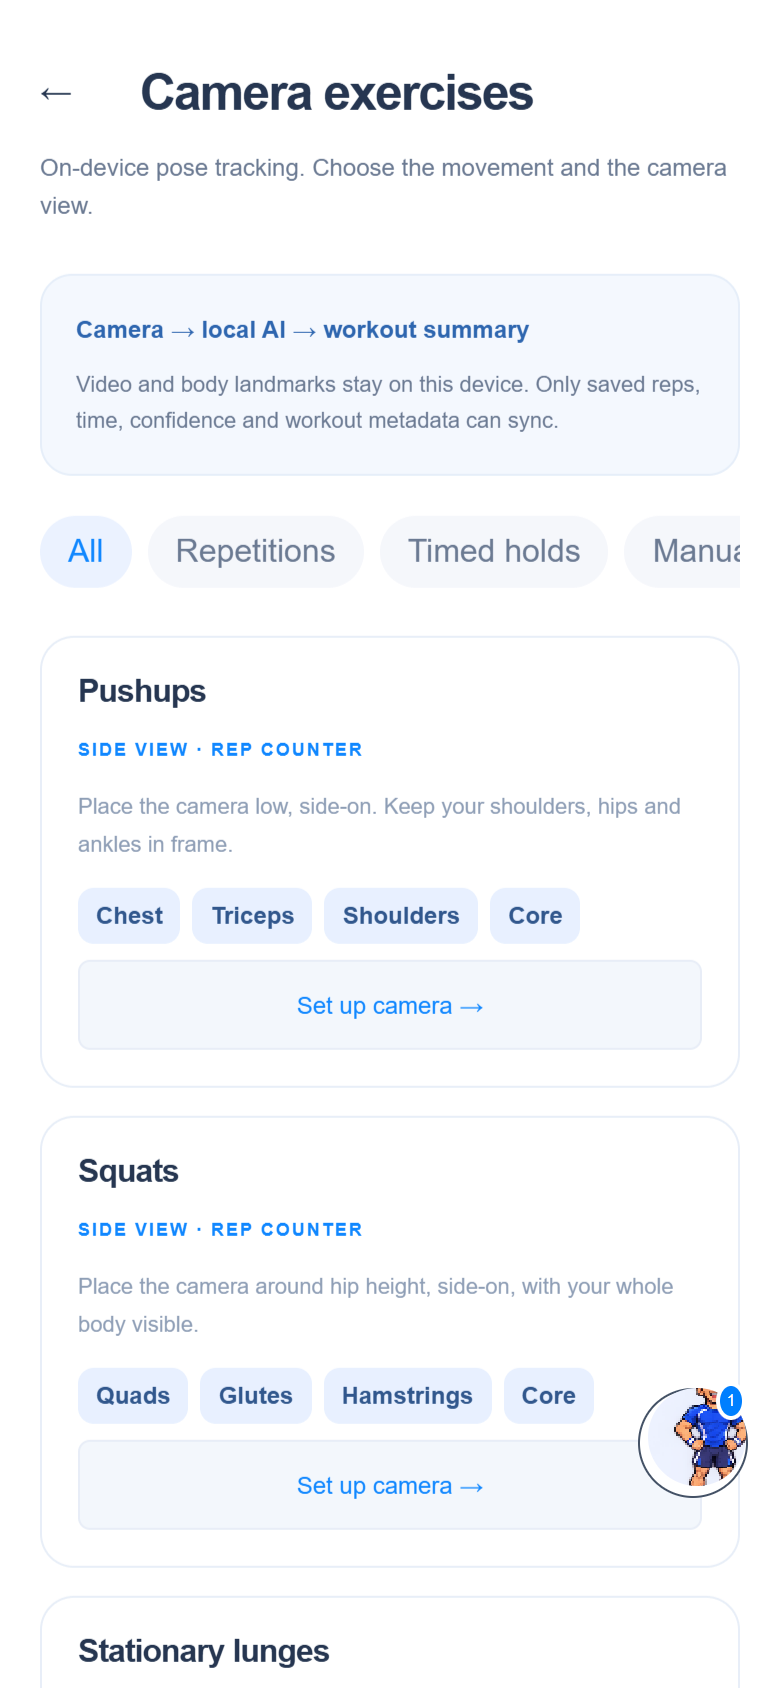 ← Camera exercises
On-device pose tracking. Choose the movement and the camera
view.
Camera → local AI → workout summary
Video and body landmarks stay on this device. Only saved reps,
time, confidence and workout metadata can sync.
All Repetitions Timed holds Manua
Pushups
SIDE VIEW · REP COUNTER
Place the camera low, side-on. Keep your shoulders, hips and
ankles in frame.
Chest Triceps Shoulders Core
Set up camera →
Squats
SIDE VIEW · REP COUNTER
Place the camera around hip height, side-on, with your whole
body visible.
Quads Glutes Hamstrings Core
1
Set up camera →
Stationary lunges